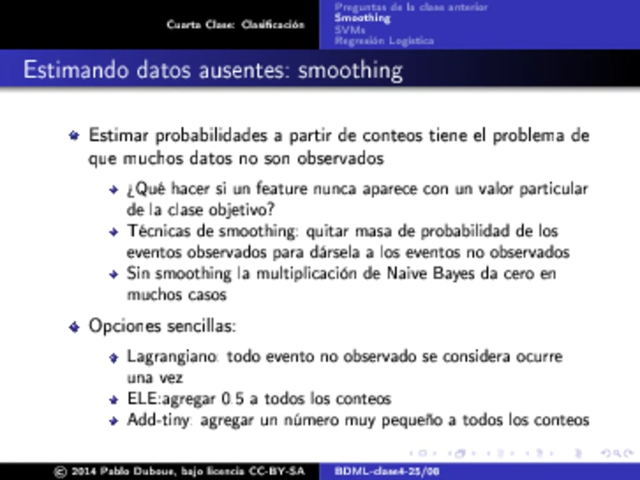 Cuarta Clase: Clasificación
Preguntas de la clase anterior
Smoothing
SVMs
Regresión Logística
Estimando datos ausentes: smoothing
Estimar probabilidades a partir de conteos tiene el problema de
que muchos datos no son observados
¿Qué hacer si un feature nunca aparece con un valor particular
de la clase objetivo?
Técnicas de smoothing: quitar masa de probabilidad de los
eventos observados para dársela a los eventos no observados
Sin smoothing la multiplicación de Naive Bayes da cero en
muchos casos
Opciones sencillas:
Lagrangiano: todo evento no observado se considera ocurre
una vez
ELE:agregar 0.5 a todos los conteos
Add-tiny: agregar un número muy pequeño a todos los conteos
© 2014 Pablo Duboue, bajo licencia CC-BY-SA
BDML-clase4-25/08